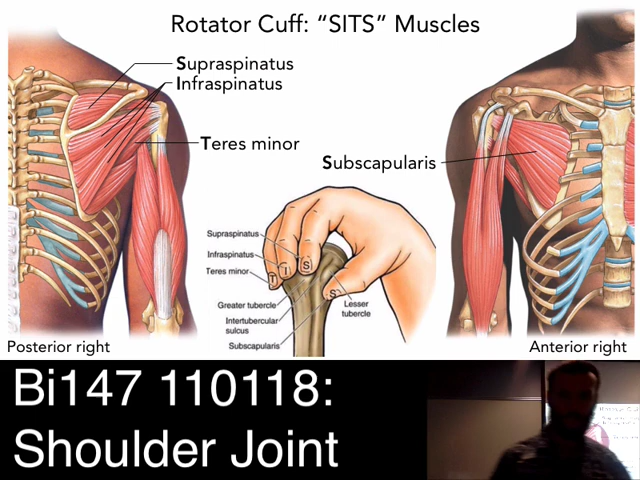 Rotator Cuff: “SITS” Muscles
Supraspinatus
Infraspinatus
Teres minor
Subscapularis
Supraspinatus
Infraspinatus
Teres minor
T I S
S
Greater tubercle
Lesser
tubercle
Intertubercular
sulcus
Subscapularis
Posterior right
Anterior right
Bi147 110118:
Shoulder Joint